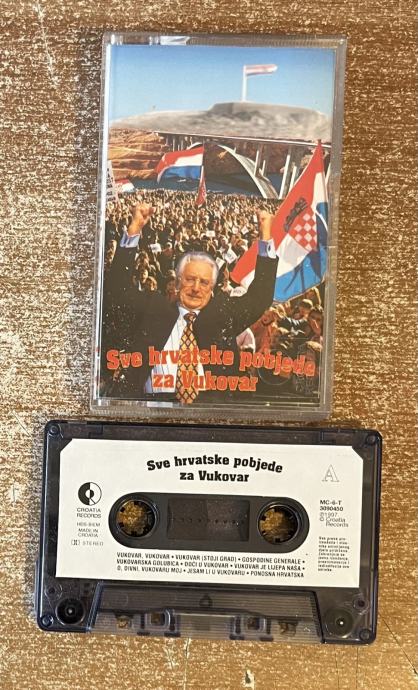 Sve hrvatske pobjede
za Vukovar
Sve hrvatske pobjede
za Vukovar
A
CROATIA
RECORDS
HDS-BIEM
MADE IN
CROATIA
STEREO
MC-6-T
3090450
℗1997.
© Croatia
Records
VUKOVAR, VUKOVAR • VUKOVAR (STOJI GRAD) • GOSPODINE GENERALE •
VUKOVARSKA GOLUBICA • DOĆI U VUKOVAR • VUKOVAR JE LIJEPA NAŠA •
O, DIVNI, VUKOVARU MOJ • JESAM LI U VUKOVARU • PONOSNA HRVATSKA